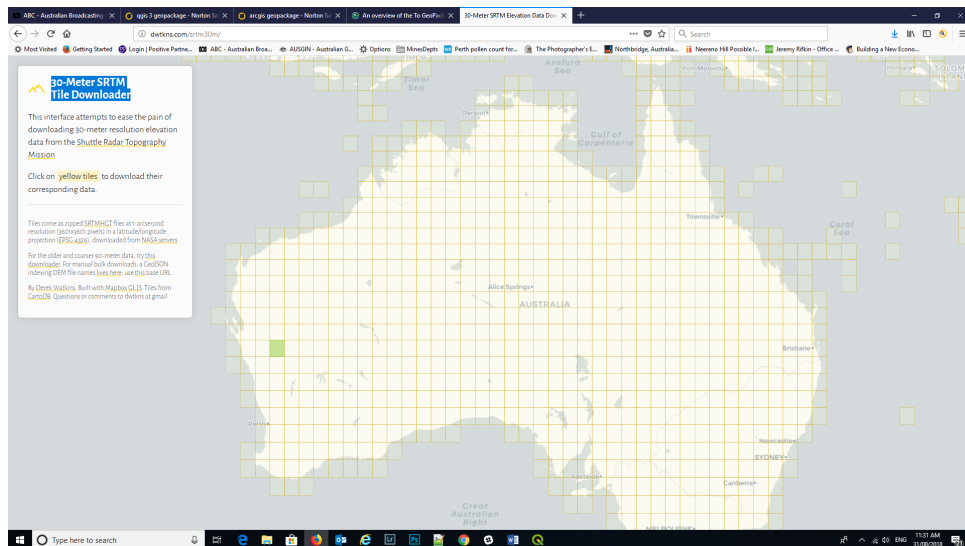 ABC - Australian Broadcasting
qgis 3 geopackage - Norton Sa
arcgis geopackage - Norton Sa
An overview of the To GeoPack
30-Meter SRTM Elevation Data Dow
dwtkns.com/srtm30m/
Search
Most Visited
Getting Started
Login | Positive Partne...
ABC - Australian Broa...
AUSGIN - Australian G...
Options
MinesDepts
Perth pollen count for...
The Photographer's E...
Northbridge, Australia...
Nereeno Hill Possible l...
Jeremy Rifkin - Office ...
Building a New Econo...
30-Meter SRTM
Tile Downloader
This interface attempts to ease the pain of
downloading 30-meter resolution elevation
data from the Shuttle Radar Topography
Mission.
Click on yellow tiles to download their
corresponding data.
Tiles come as zipped SRTMHGT files at 1-arcsecond
resolution (3601x3601 pixels) in a latitude/longitude
projection (EPSG:4326), downloaded from NASA servers.
For the older and courser 90-meter data, try this
downloader. For manual bulk downloads, a GeoJSON
indexing DEM file names lives here; use this base URL.
By Derek Watkins. Built with Mapbox GL JS. Tiles from
CartoDB. Questions or comments to dwtkns at gmail.
TIMOR
Timor
Sea
Arafura
Sea
Port Moresby
Honiara
SOLOMON
ISLAND
Darwin
Gulf of
Carpenteria
Townsville
Coral
Sea
Alice Springs
AUSTRALIA
Brisbane
Perth
Newcastle
SYDNEY
Adelaide
Canberra
Great
Australian
Bight
MELBOURNE
Type here to search
ENG
11:31 AM
31/08/2018